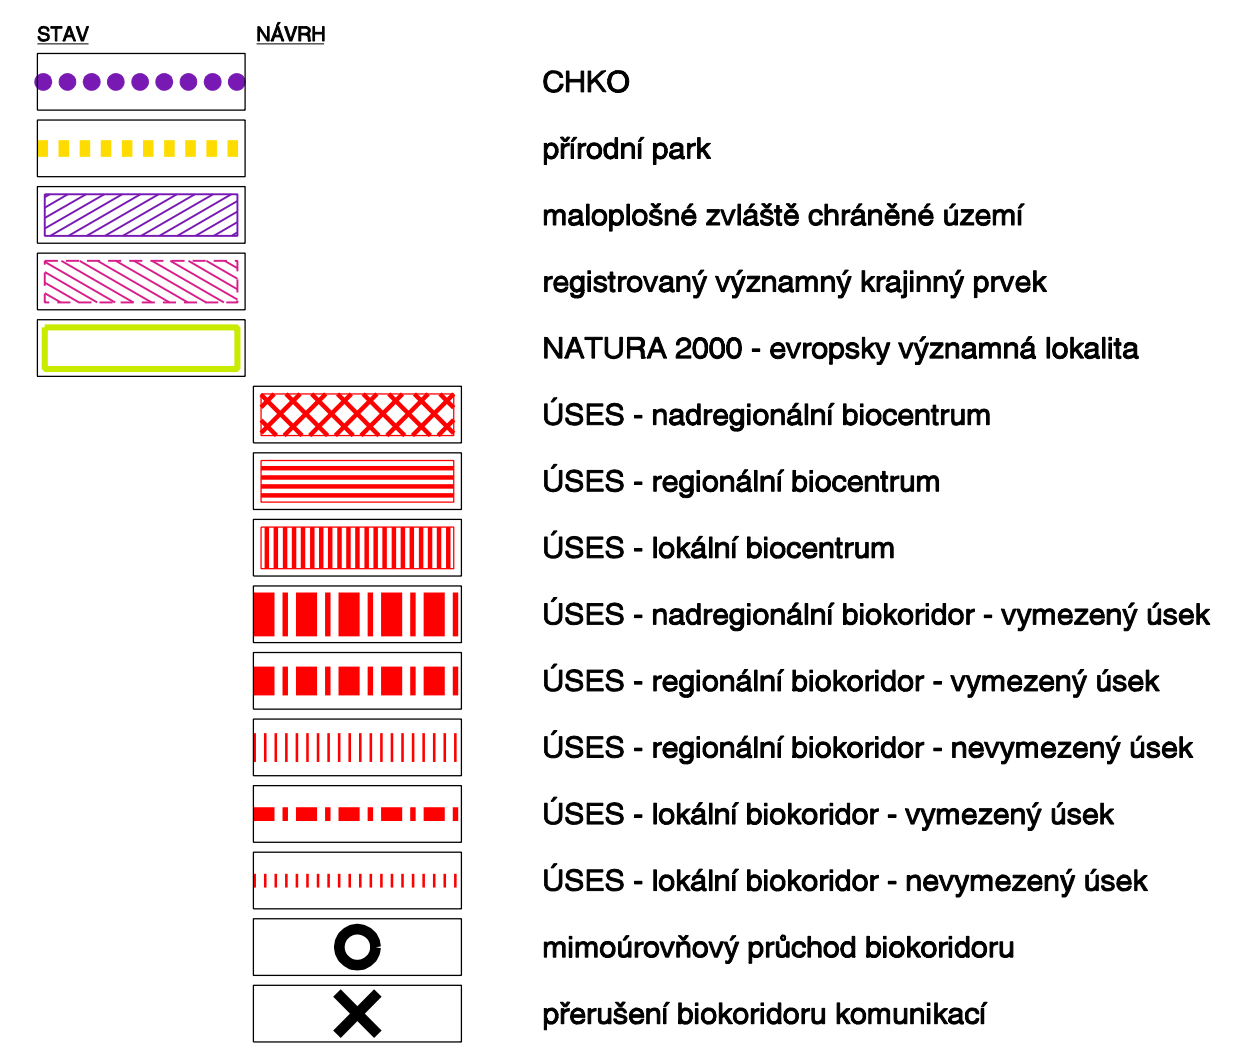 STAV NÁVRH
CHKO
přírodní park
maloplošné zvláště chráněné území
registrovaný významný krajinný prvek
NATURA 2000 - evropsky významná lokalita
ÚSES - nadregionální biocentrum
ÚSES - regionální biocentrum
ÚSES - lokální biocentrum
ÚSES - nadregionální biokoridor - vymezený úsek
ÚSES - regionální biokoridor - vymezený úsek
ÚSES - regionální biokoridor - nevymezený úsek
ÚSES - lokální biokoridor - vymezený úsek
ÚSES - lokální biokoridor - nevymezený úsek
mimoúrovňový průchod biokoridoru
přerušení biokoridoru komunikací